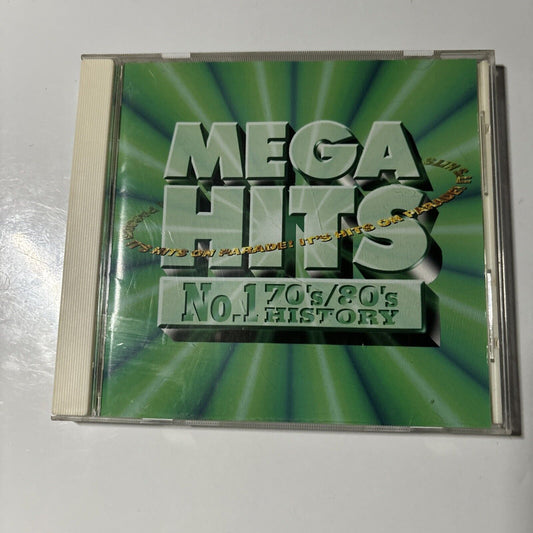 MEGA
HITS
IT'S HITS ON PARADE! IT'S HITS ON PARADE!
No.1 70's/80's
HISTORY